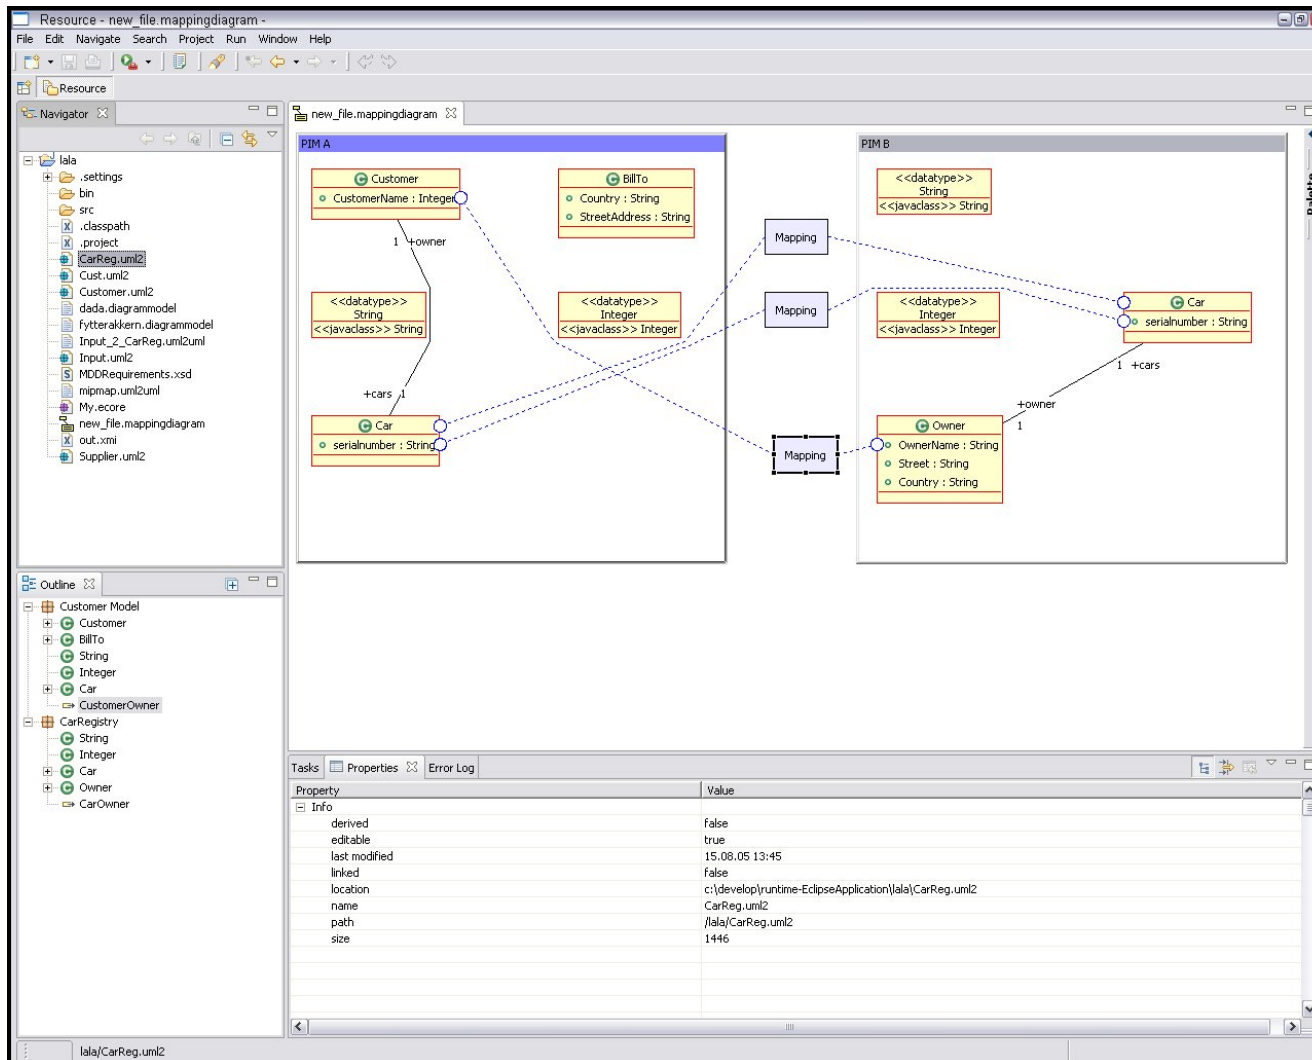 Resource - new_file.mappingdiagram -
File Edit Navigate Search Project Run Window Help
Resource
Navigator
lala
.settings
bin
src
.classpath
.project
CarReg.uml2
Cust.uml2
Customer.uml2
dada.diagrammodel
fytterakkern.diagrammodel
Input_2_CarReg.uml2uml
Input.uml2
MDDRequirements.xsd
mipmap.uml2uml
My.ecore
new_file.mappingdiagram
out.xmi
Supplier.uml2
Outline
Customer Model
Customer
BillTo
String
Integer
Car
CustomerOwner
CarRegistry
String
Integer
Car
Owner
CarOwner
new_file.mappingdiagram
PIM A
Customer
CustomerName : Integer
BillTo
Country : String
StreetAddress : String
1 +owner
<<datatype>>
String
<<javaclass>> String
<<datatype>>
Integer
<<javaclass>> Integer
+cars 1
Car
serialnumber : String
Mapping
Mapping
Mapping
PIM B
<<datatype>>
String
<<javaclass>> String
<<datatype>>
Integer
<<javaclass>> Integer
Car
serialnumber : String
1 +cars
+owner
1
Owner
OwnerName : String
Street : String
Country : String
Palette
Tasks Properties Error Log
Property Value
Info
derived false
editable true
last modified 15.08.05 13:45
linked false
location c:\develop\runtime-EclipseApplication\lala\CarReg.uml2
name CarReg.uml2
path /lala/CarReg.uml2
size 1446
lala/CarReg.uml2